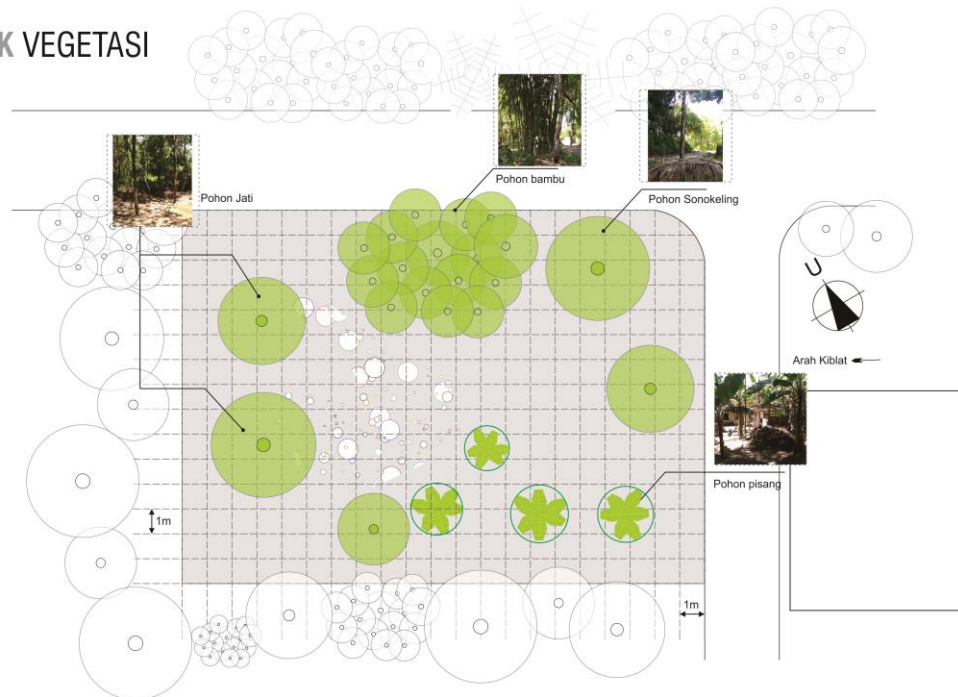 K VEGETASI
Pohon bambu
Pohon Jati
Pohon Sonokeling
U
Arah Kiblat
Pohon pisang
1m
1m